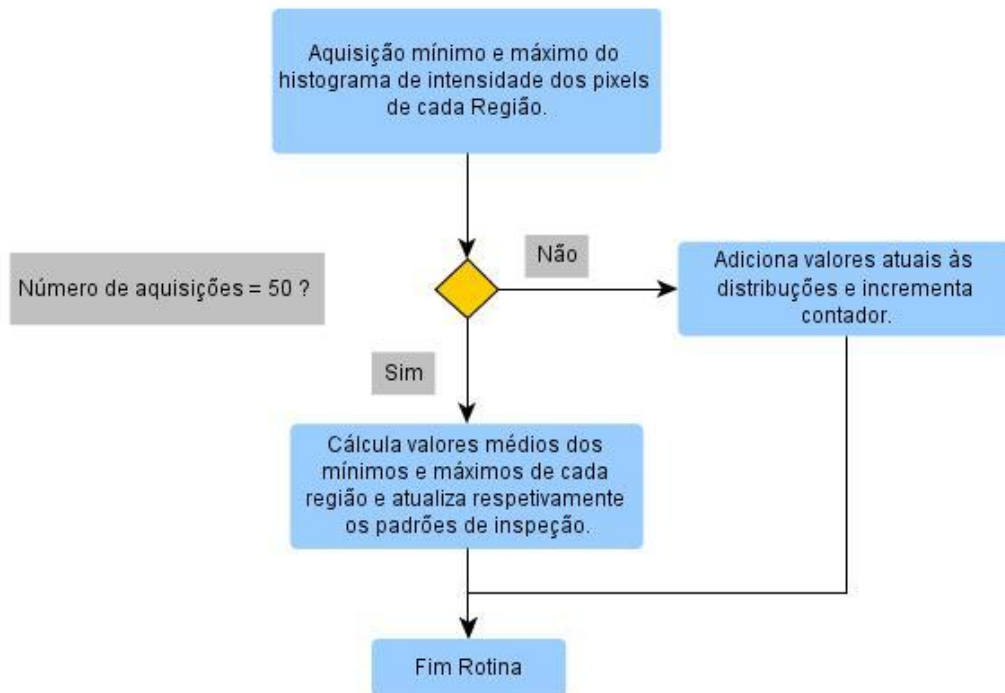 Aquisição mínimo e máximo do
histograma de intensidade dos pixels
de cada Região.
Não
Número de aquisições = 50 ?
Adiciona valores atuais às
distribuções e incrementa
contador.
Sim
Cálcula valores médios dos
mínimos e máximos de cada
região e atualiza respetivamente
os padrões de inspeção.
Fim Rotina